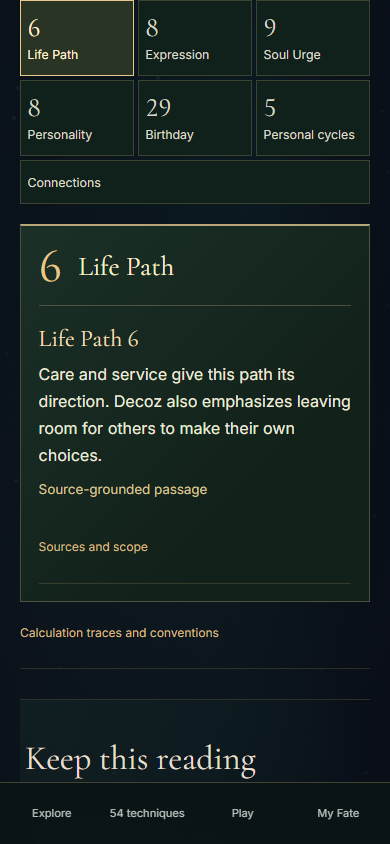 6
Life Path
8
Expression
9
Soul Urge
8
Personality
29
Birthday
5
Personal cycles
Connections
6 Life Path
Life Path 6
Care and service give this path its
direction. Decoz also emphasizes leaving
room for others to make their own
choices.
Source-grounded passage
Sources and scope
Calculation traces and conventions
Keep this reading
Explore
54 techniques
Play
My Fate